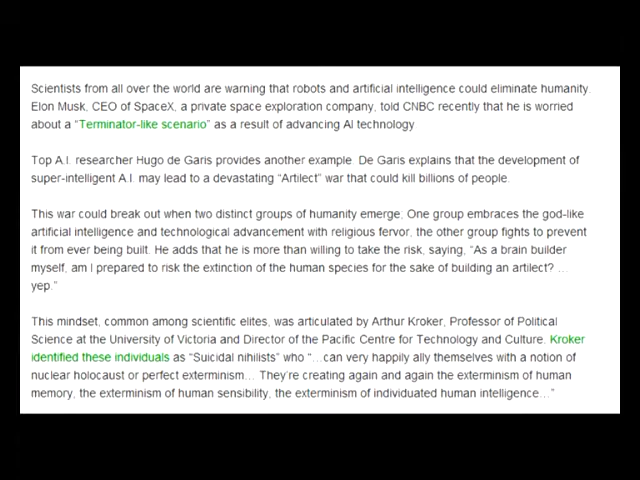 Scientists from all over the world are warning that robots and artificial intelligence could eliminate humanity.
Elon Musk, CEO of SpaceX, a private space exploration company, told CNBC recently that he is worried
about a “Terminator-like scenario” as a result of advancing AI technology
Top A.I. researcher Hugo de Garis provides another example. De Garis explains that the development of
super-intelligent A.I. may lead to a devastating “Artilect” war that could kill billions of people.
This war could break out when two distinct groups of humanity emerge, One group embraces the god-like
artificial intelligence and technological advancement with religious fervor, the other group fights to prevent
it from ever being built. He adds that he is more than willing to take the risk, saying, “As a brain builder
myself, am I prepared to risk the extinction of the human species for the sake of building an artilect? …
yep.”
This mindset, common among scientific elites, was articulated by Arthur Kroker, Professor of Political
Science at the University of Victoria and Director of the Pacific Centre for Technology and Culture. Kroker
identified these individuals as “Suicidal nihilists” who “…can very happily ally themselves with a notion of
nuclear holocaust or perfect exterminism… They’re creating again and again the exterminism of human
memory, the exterminism of human sensibility, the exterminism of individuated human intelligence…”